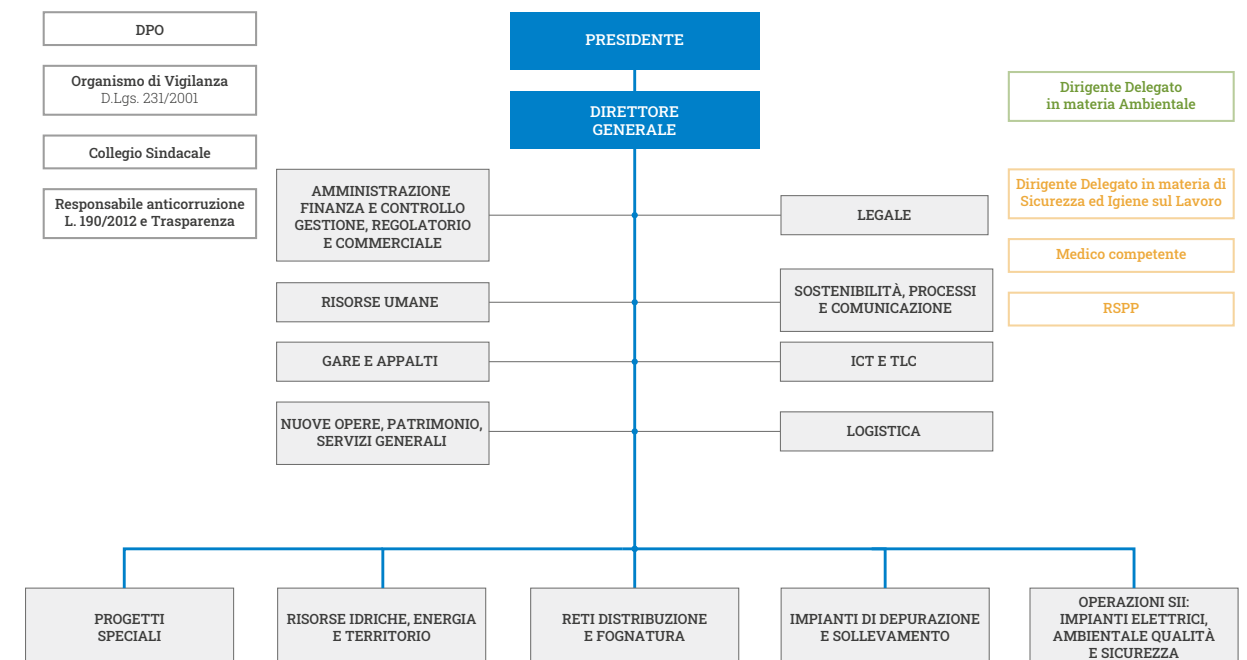 DPO
Organismo di Vigilanza
D.Lgs. 231/2001
Collegio Sindacale
Responsabile anticorruzione
L. 190/2012 e Trasparenza
PRESIDENTE
DIRETTORE
GENERALE
Dirigente Delegato
in materia Ambientale
Dirigente Delegato in materia di
Sicurezza ed Igiene sul Lavoro
Medico competente
RSPP
AMMINISTRAZIONE
FINANZA E CONTROLLO
GESTIONE, REGOLATORIO
E COMMERCIALE
LEGALE
RISORSE UMANE
SOSTENIBILITÀ, PROCESSI
E COMUNICAZIONE
GARE E APPALTI
ICT E TLC
NUOVE OPERE, PATRIMONIO,
SERVIZI GENERALI
LOGISTICA
PROGETTI
SPECIALI
RISORSE IDRICHE, ENERGIA
E TERRITORIO
RETI DISTRIBUZIONE
E FOGNATURA
IMPIANTI DI DEPURAZIONE
E SOLLEVAMENTO
OPERAZIONI SII:
IMPIANTI ELETTRICI,
AMBIENTALE QUALITÀ
E SICUREZZA